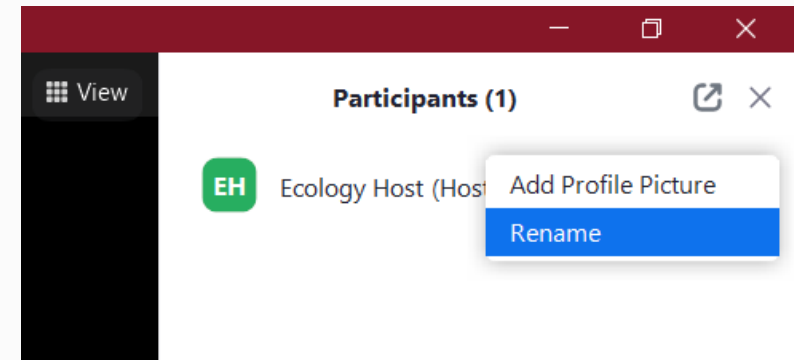 View
Participants (1)
EH
Ecology Host (Host
Add Profile Picture
Rename